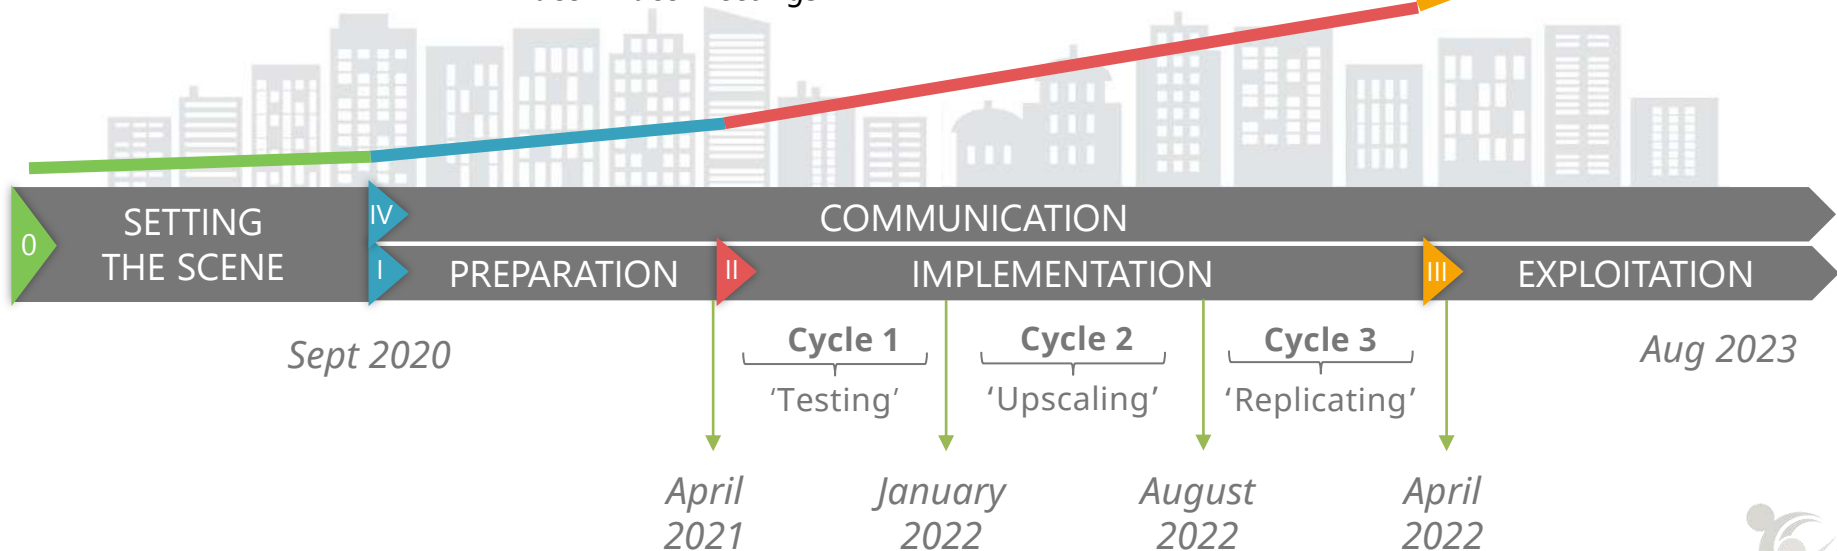 0
SETTING
THE SCENE
IV
COMMUNICATION
I
PREPARATION
II
IMPLEMENTATION
III
EXPLOITATION
Sept 2020
Cycle 1
Cycle 2
Cycle 3
Aug 2023
‘Testing’
‘Upscaling’
‘Replicating’
April
2021
January
2022
August
2022
April
2022